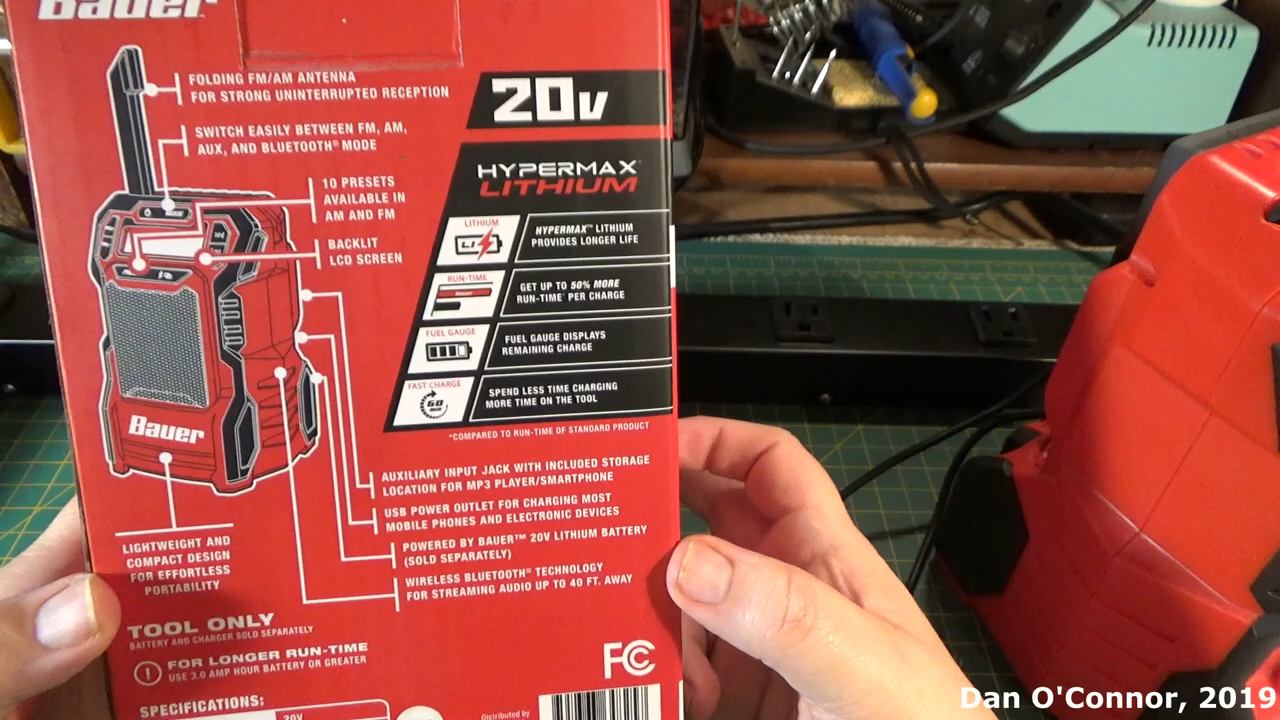 Bauer
FOLDING FM/AM ANTENNA
FOR STRONG UNINTERRUPTED RECEPTION
SWITCH EASILY BETWEEN FM, AM,
AUX, AND BLUETOOTH® MODE
10 PRESETS
AVAILABLE IN
AM AND FM
BACKLIT
LCD SCREEN
MODE
Bauer
LIGHTWEIGHT AND
COMPACT DESIGN
FOR EFFORTLESS
PORTABILITY
20V
HYPERMAX™
LITHIUM
LITHIUM
LI
HYPERMAX™ LITHIUM
PROVIDES LONGER LIFE
RUN-TIME
Bauer
GET UP TO 50% MORE
RUN-TIME* PER CHARGE
FUEL GAUGE
FUEL GAUGE DISPLAYS
REMAINING CHARGE
FAST CHARGE
60
MIN
SPEND LESS TIME CHARGING
MORE TIME ON THE TOOL
*COMPARED TO RUN-TIME OF STANDARD PRODUCT
AUXILIARY INPUT JACK WITH INCLUDED STORAGE
LOCATION FOR MP3 PLAYER/SMARTPHONE
USB POWER OUTLET FOR CHARGING MOST
MOBILE PHONES AND ELECTRONIC DEVICES
POWERED BY BAUER™ 20V LITHIUM BATTERY
(SOLD SEPARATELY)
WIRELESS BLUETOOTH® TECHNOLOGY
FOR STREAMING AUDIO UP TO 40 FT. AWAY
TOOL ONLY
BATTERY AND CHARGER SOLD SEPARATELY
! FOR LONGER RUN-TIME
USE 3.0 AMP HOUR BATTERY OR GREATER
FC
SPECIFICATIONS:
20V
Distributed by
Dan O'Connor, 2019